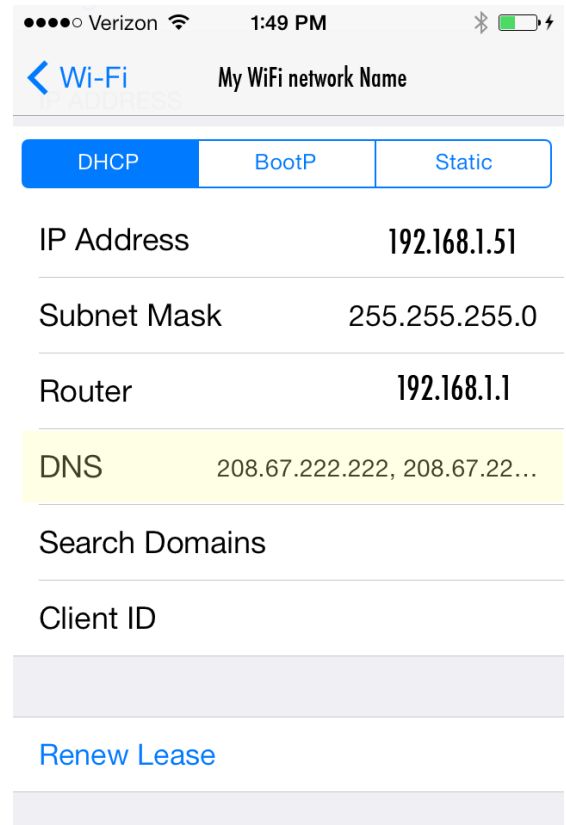 Verizon 1:49 PM
Wi-Fi My WiFi network Name
IP ADDRESS
DHCP BootP Static
IP Address 192.168.1.51
Subnet Mask 255.255.255.0
Router 192.168.1.1
DNS 208.67.222.222, 208.67.22...
Search Domains
Client ID
Renew Lease